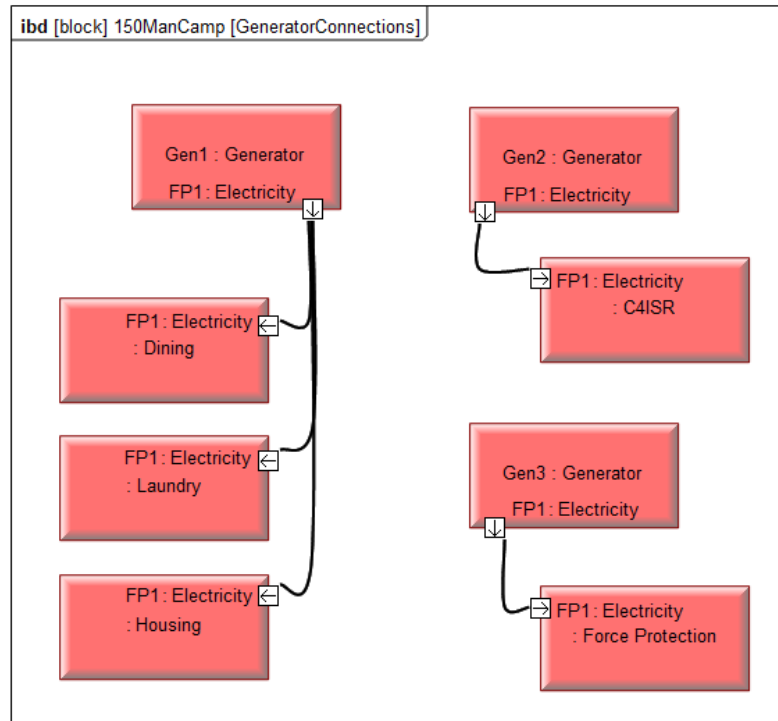 ibd [block] 150ManCamp [GeneratorConnections]
Gen1 : Generator
FP1: Electricity
FP1: Electricity
: Dining
FP1: Electricity
: Laundry
FP1: Electricity
: Housing
Gen2 : Generator
FP1: Electricity
FP1: Electricity
: C4ISR
Gen3 : Generator
FP1: Electricity
FP1: Electricity
: Force Protection